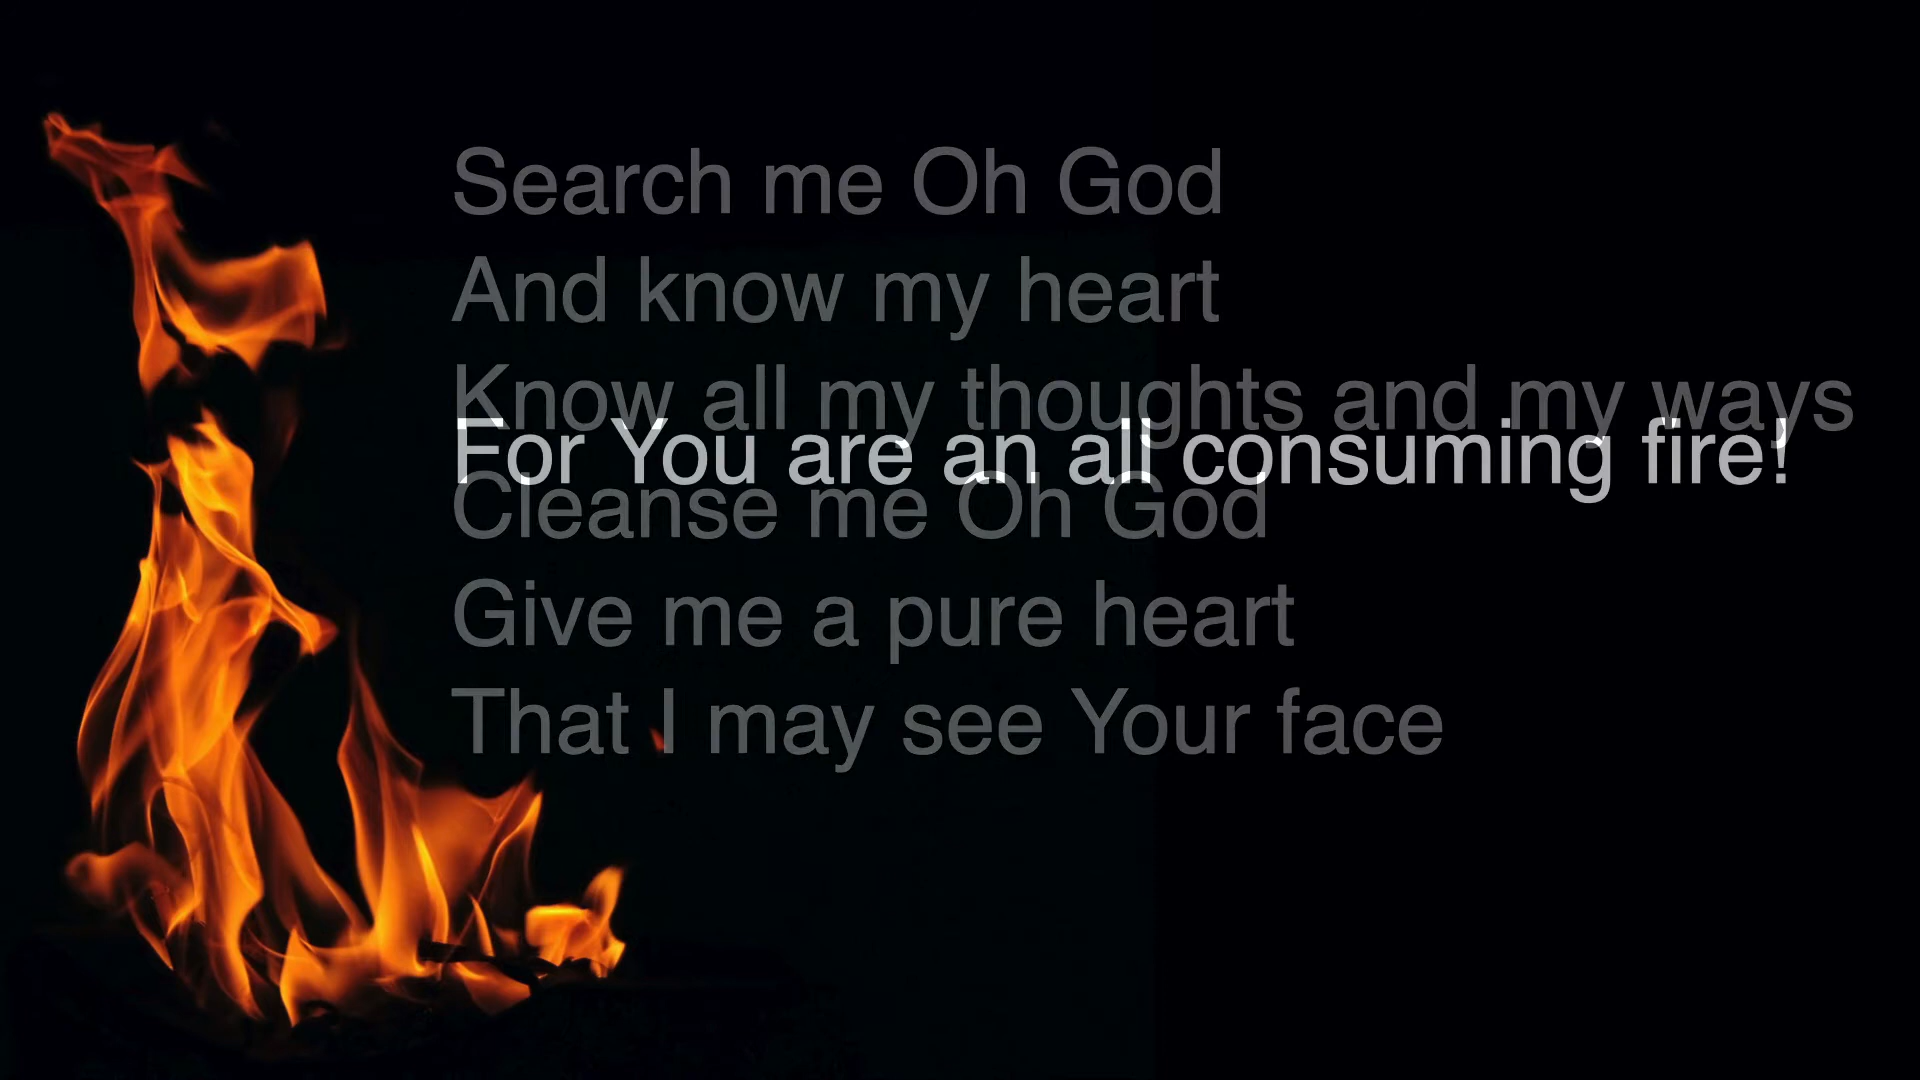 Search me Oh God
And know my heart
Know all my thoughts and my ways
For You are an all consuming fire!
Cleanse me Oh God
Give me a pure heart
That I may see Your face